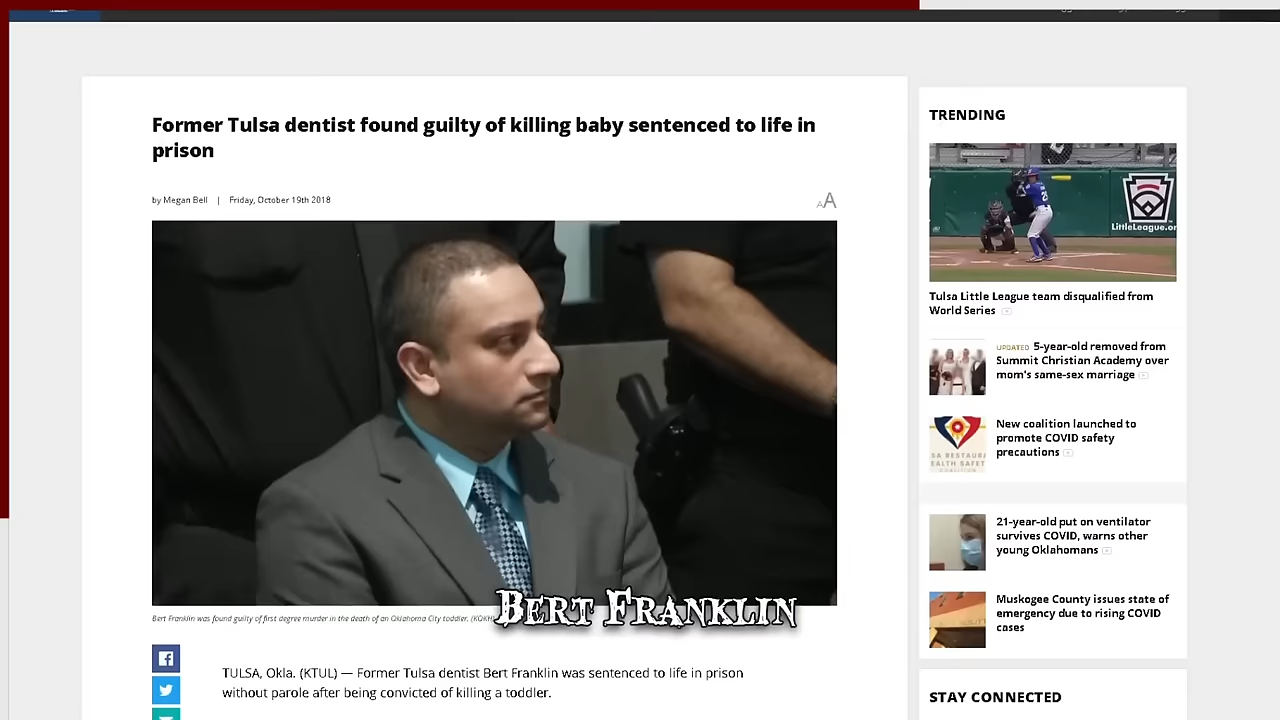 Former Tulsa dentist found guilty of killing baby sentenced to life in
prison
by Megan Bell | Friday, October 19th 2018
AA
Bert Franklin was found guilty of first degree murder in the death of an Oklahoma City toddler. (KOKH
BERT FRANKLIN
TULSA, Okla. (KTUL) — Former Tulsa dentist Bert Franklin was sentenced to life in prison
without parole after being convicted of killing a toddler.
TRENDING
LittleLeague.or
Tulsa Little League team disqualified from
World Series
UPDATED 5-year-old removed from
Summit Christian Academy over
mom's same-sex marriage
New coalition launched to
promote COVID safety
precautions
21-year-old put on ventilator
survives COVID, warns other
young Oklahomans
Muskogee County issues state of
emergency due to rising COVID
cases
STAY CONNECTED